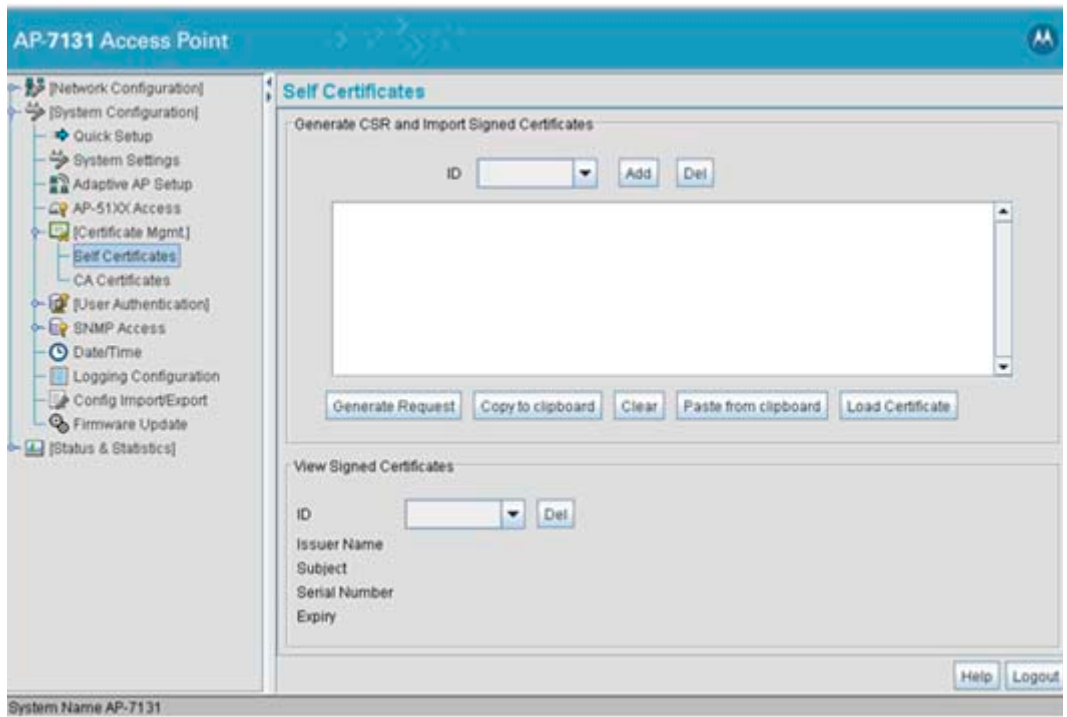 AP-7131 Access Point
[Network Configuration]
[System Configuration]
Quick Setup
System Settings
Adaptive AP Setup
AP-51XX Access
[Certificate Mgmt.]
Self Certificates
CA Certificates
[User Authentication]
SNMP Access
Date/Time
Logging Configuration
Config Import/Export
Firmware Update
[Status & Statistics]
Self Certificates
Generate CSR and Import Signed Certificates
ID Add Del
Generate Request Copy to clipboard Clear Paste from clipboard Load Certificate
View Signed Certificates
ID Del
Issuer Name
Subject
Serial Number
Expiry
Help Logout
System Name AP-7131